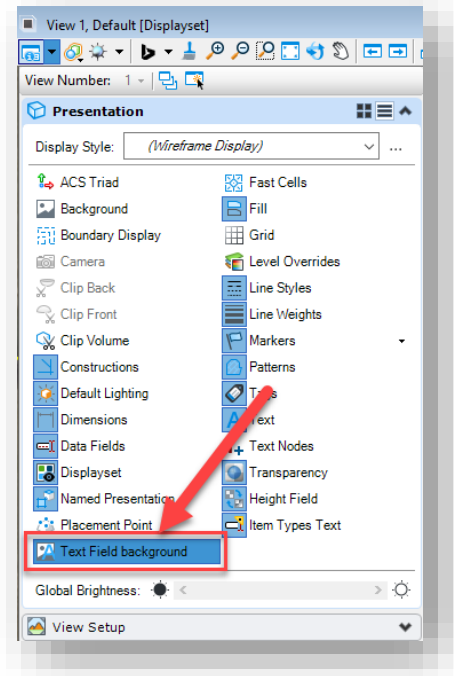 View 1, Default [Displayset]
View Number: 1
Presentation
Display Style: (Wireframe Display)
ACS Triad Fast Cells
Background Fill
Boundary Display Grid
Camera Level Overrides
Clip Back Line Styles
Clip Front Line Weights
Clip Volume Markers
Constructions Patterns
Default Lighting
Dimensions Text
Data Fields Text Nodes
Displayset Transparency
Named Presentation Height Field
Placement Point Item Types Text
Text Field background
Global Brightness:
View Setup